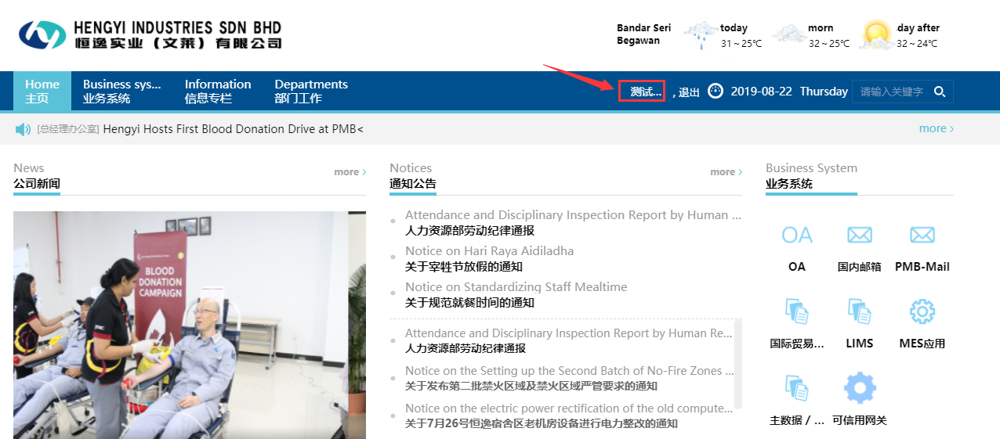 HENGYI INDUSTRIES SDN BHD
恒逸实业（文莱）有限公司
Bandar Seri
Begawan
today
31 ~ 25℃
morn
32 ~ 25℃
day after
32 ~ 24℃
Home
主页
Business sys...
业务系统
Information
信息专栏
Departments
部门工作
测试... , 退出 2019-08-22 Thursday 请输入关键字
[总经理办公室] Hengyi Hosts First Blood Donation Drive at PMB<
more >
News
公司新闻
more >
BLOOD
DONATION
CAMPAIGN
Notices
通知公告
more >
Attendance and Disciplinary Inspection Report by Human ...
人力资源部劳动纪律通报
Notice on Hari Raya Aidiladha
关于宰牲节放假的通知
Notice on Standardizing Staff Mealtime
关于规范就餐时间的通知
Attendance and Disciplinary Inspection Report by Human Re...
人力资源部劳动纪律通报
Notice on the Setting up the Second Batch of No-Fire Zones ...
关于发布第二批禁火区域及禁火区域严管要求的通知
Notice on the electric power rectification of the old compute...
关于7月26号恒逸宿舍区老机房设备进行电力整改的通知
Business System
业务系统
OA
OA
国内邮箱
PMB-Mail
国际贸易...
LIMS
MES应用
主数据 / ...
可信用网关